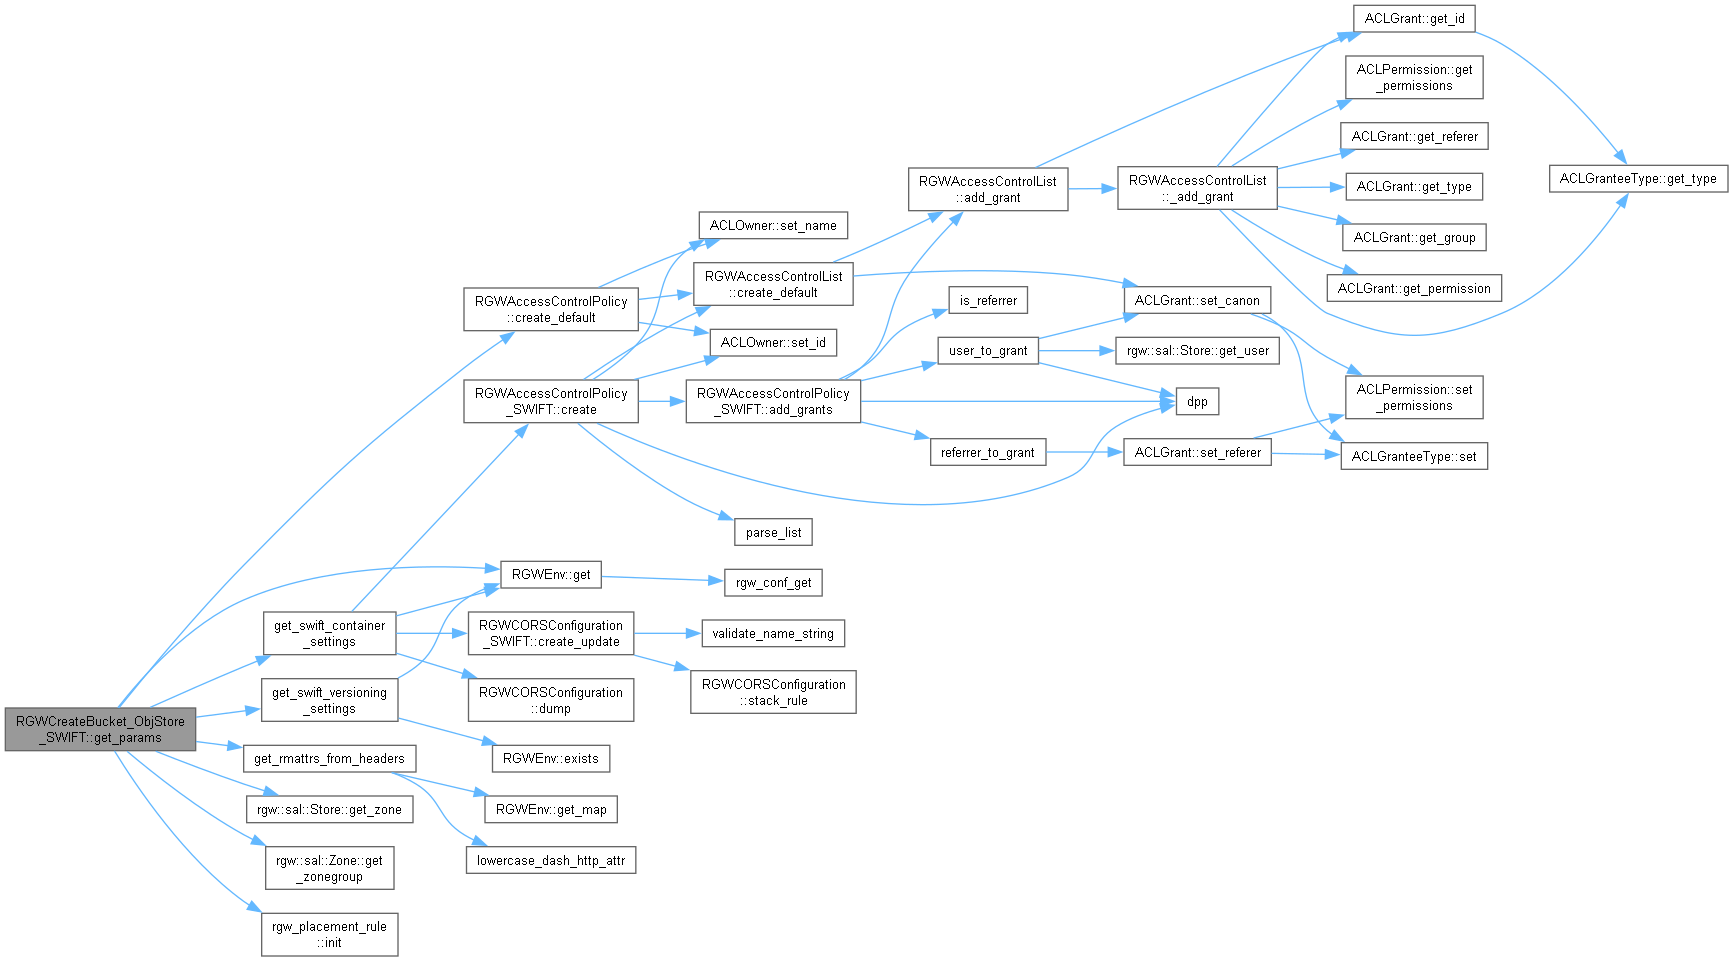 RGWCreateBucket_ObjStore
_SWIFT::get_params
RGWAccessControlPolicy
::create_default
ACLOwner::set_name
RGWAccessControlList
::create_default
ACLOwner::set_id
RGWAccessControlList
::add_grant
RGWAccessControlList
::_add_grant
ACLGrant::get_id
ACLPermission::get
_permissions
ACLGrant::get_referer
ACLGrant::get_type
ACLGrant::get_group
ACLGrant::get_permission
ACLGranteeType::get_type
ACLGrant::set_canon
ACLPermission::set
_permissions
ACLGranteeType::set
RGWAccessControlPolicy
_SWIFT::create
RGWAccessControlPolicy
_SWIFT::add_grants
is_referrer
user_to_grant
rgw::sal::Store::get_user
dpp
referrer_to_grant
ACLGrant::set_referer
parse_list
RGWEnv::get
rgw_conf_get
get_swift_container
_settings
RGWCORSConfiguration
_SWIFT::create_update
validate_name_string
RGWCORSConfiguration
::stack_rule
RGWCORSConfiguration
::dump
get_swift_versioning
_settings
RGWEnv::exists
get_rmattrs_from_headers
RGWEnv::get_map
lowercase_dash_http_attr
rgw::sal::Store::get_zone
rgw::sal::Zone::get
_zonegroup
rgw_placement_rule
::init